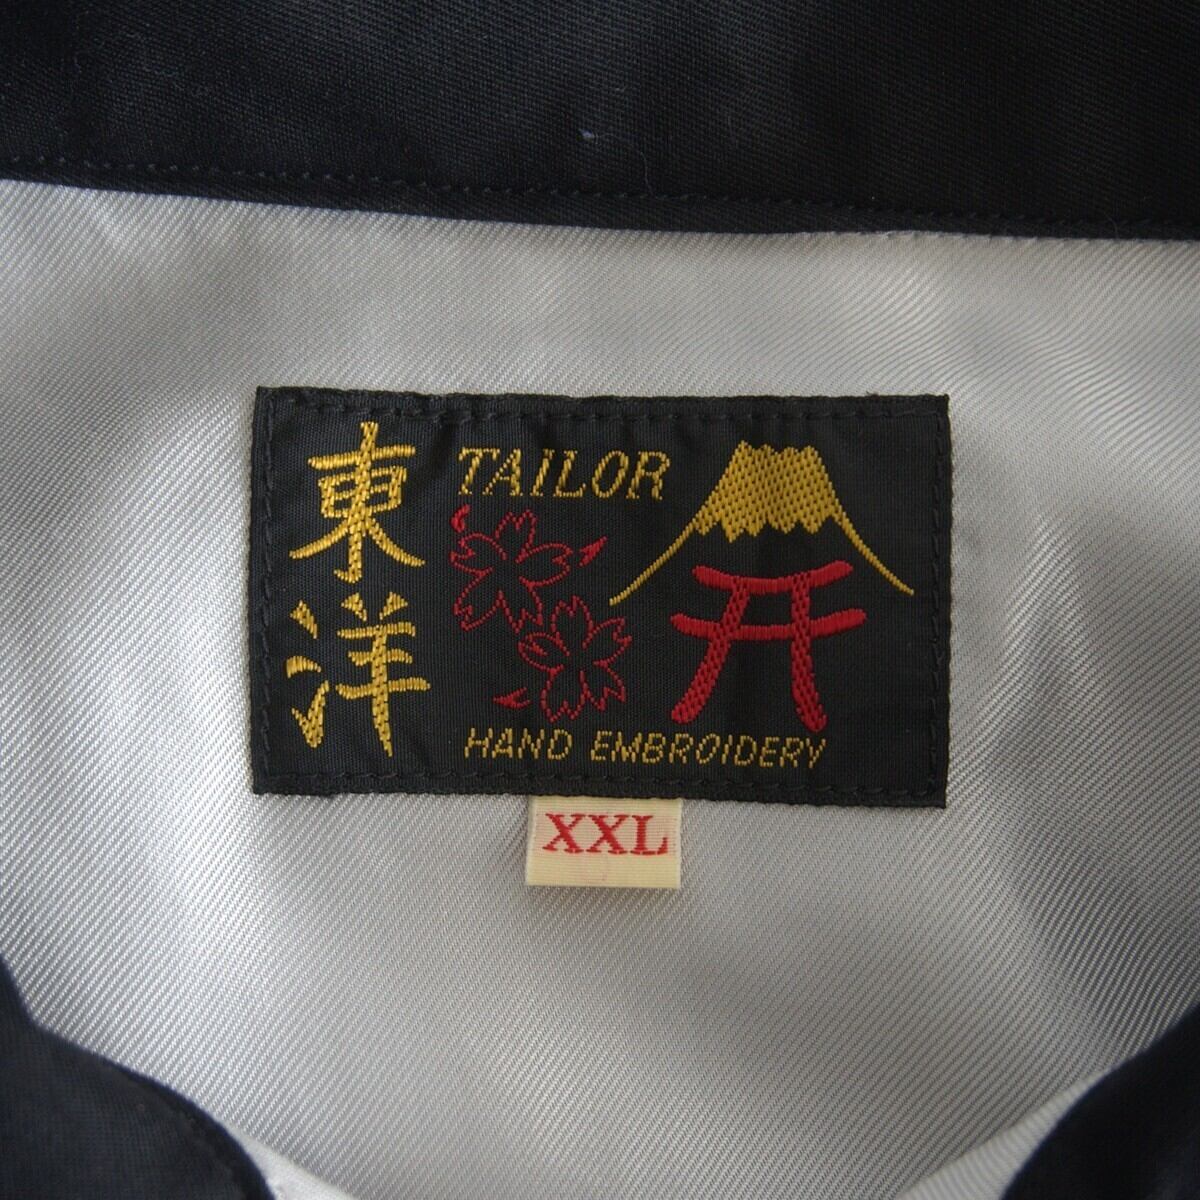 東洋
TAILOR
HAND EMBROIDERY
XXL